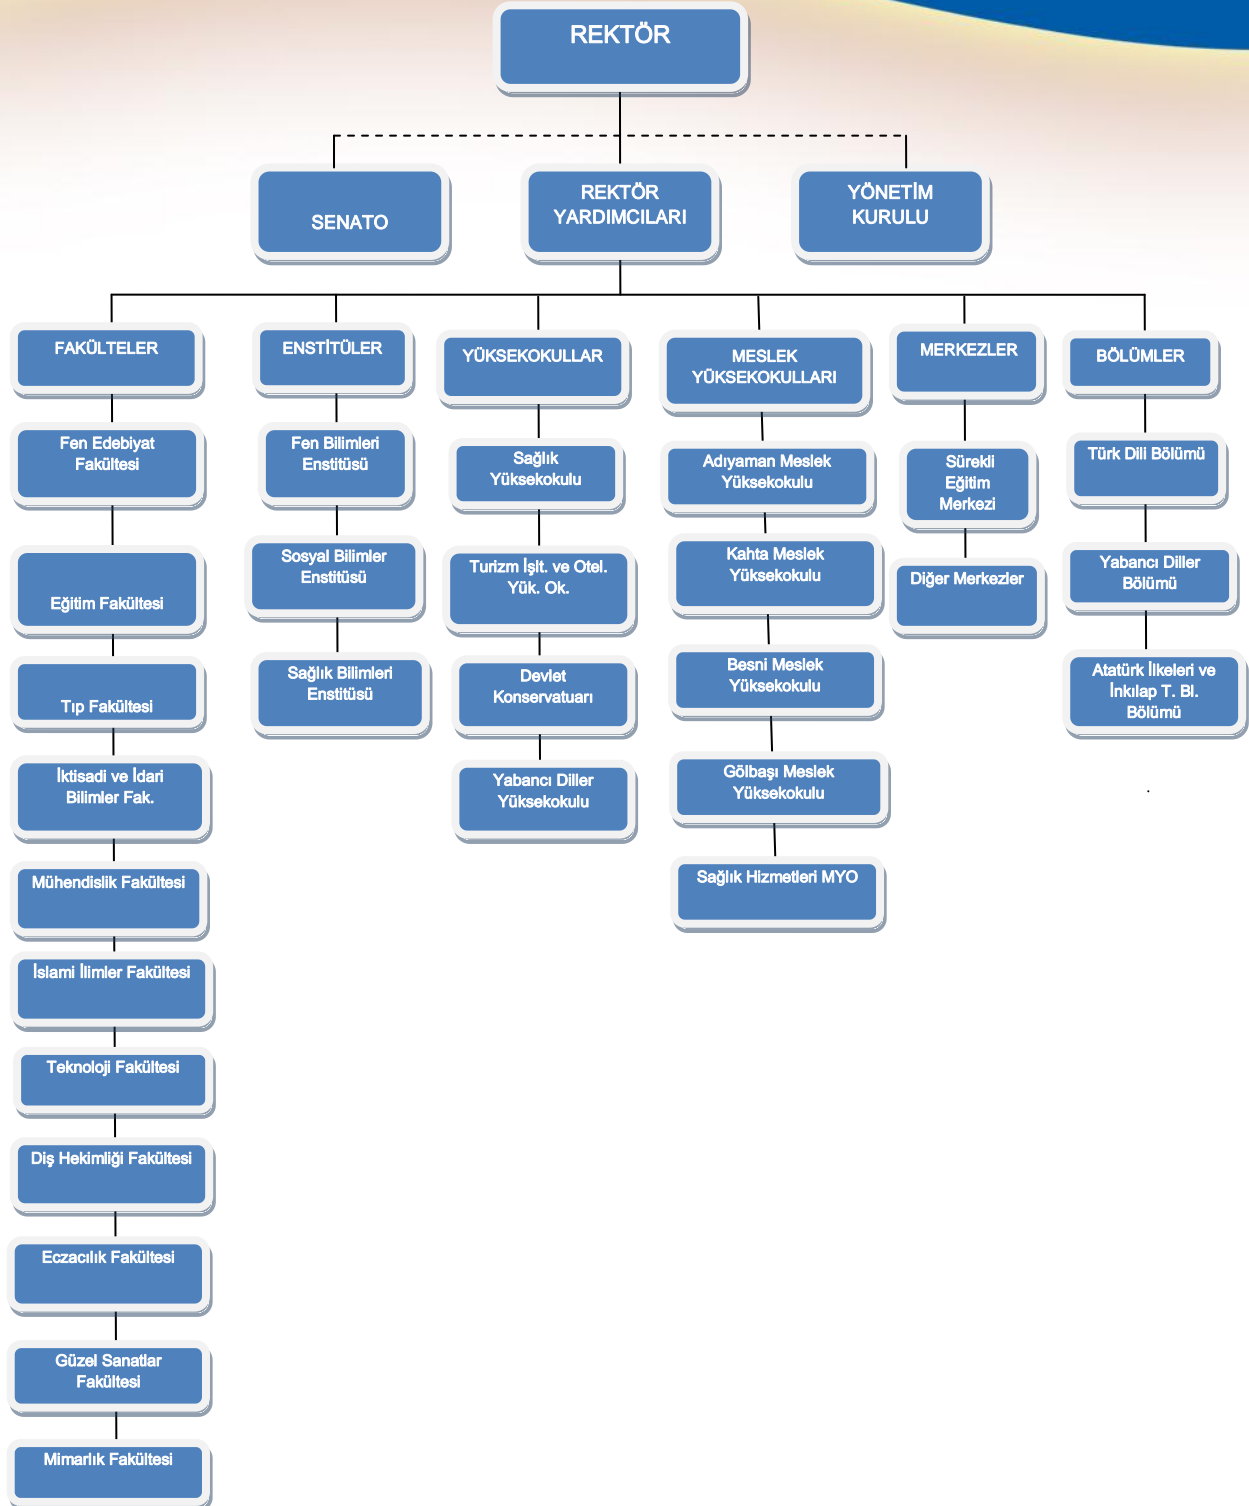 REKTÖR
SENATO
REKTÖR
YARDIMCILARI
YÖNETİM
KURULU
FAKÜLTELER
Fen Edebiyat
Fakültesi
Eğitim Fakültesi
Tıp Fakültesi
İktisadi ve İdari
Bilimler Fak.
Mühendislik Fakültesi
İslami İlimler Fakültesi
Teknoloji Fakültesi
Diş Hekimliği Fakültesi
Eczacılık Fakültesi
Güzel Sanatlar
Fakültesi
Mimarlık Fakültesi
ENSTİTÜLER
Fen Bilimleri
Enstitüsü
Sosyal Bilimler
Enstitüsü
Sağlık Bilimleri
Enstitüsü
YÜKSEKOKULLAR
Sağlık
Yüksekokulu
Turizm İşlt. ve Otel.
Yük. Ok.
Devlet
Konservatuarı
Yabancı Diller
Yüksekokulu
MESLEK
YÜKSEKOKULLARI
Adıyaman Meslek
Yüksekokulu
Kahta Meslek
Yüksekokulu
Besni Meslek
Yüksekokulu
Gölbaşı Meslek
Yüksekokulu
Sağlık Hizmetleri MYO
MERKEZLER
Sürekli
Eğitim
Merkezi
Diğer Merkezler
BÖLÜMLER
Türk Dili Bölümü
Yabancı Diller
Bölümü
Atatürk İlkeleri ve
İnkılap T. Bl.
Bölümü